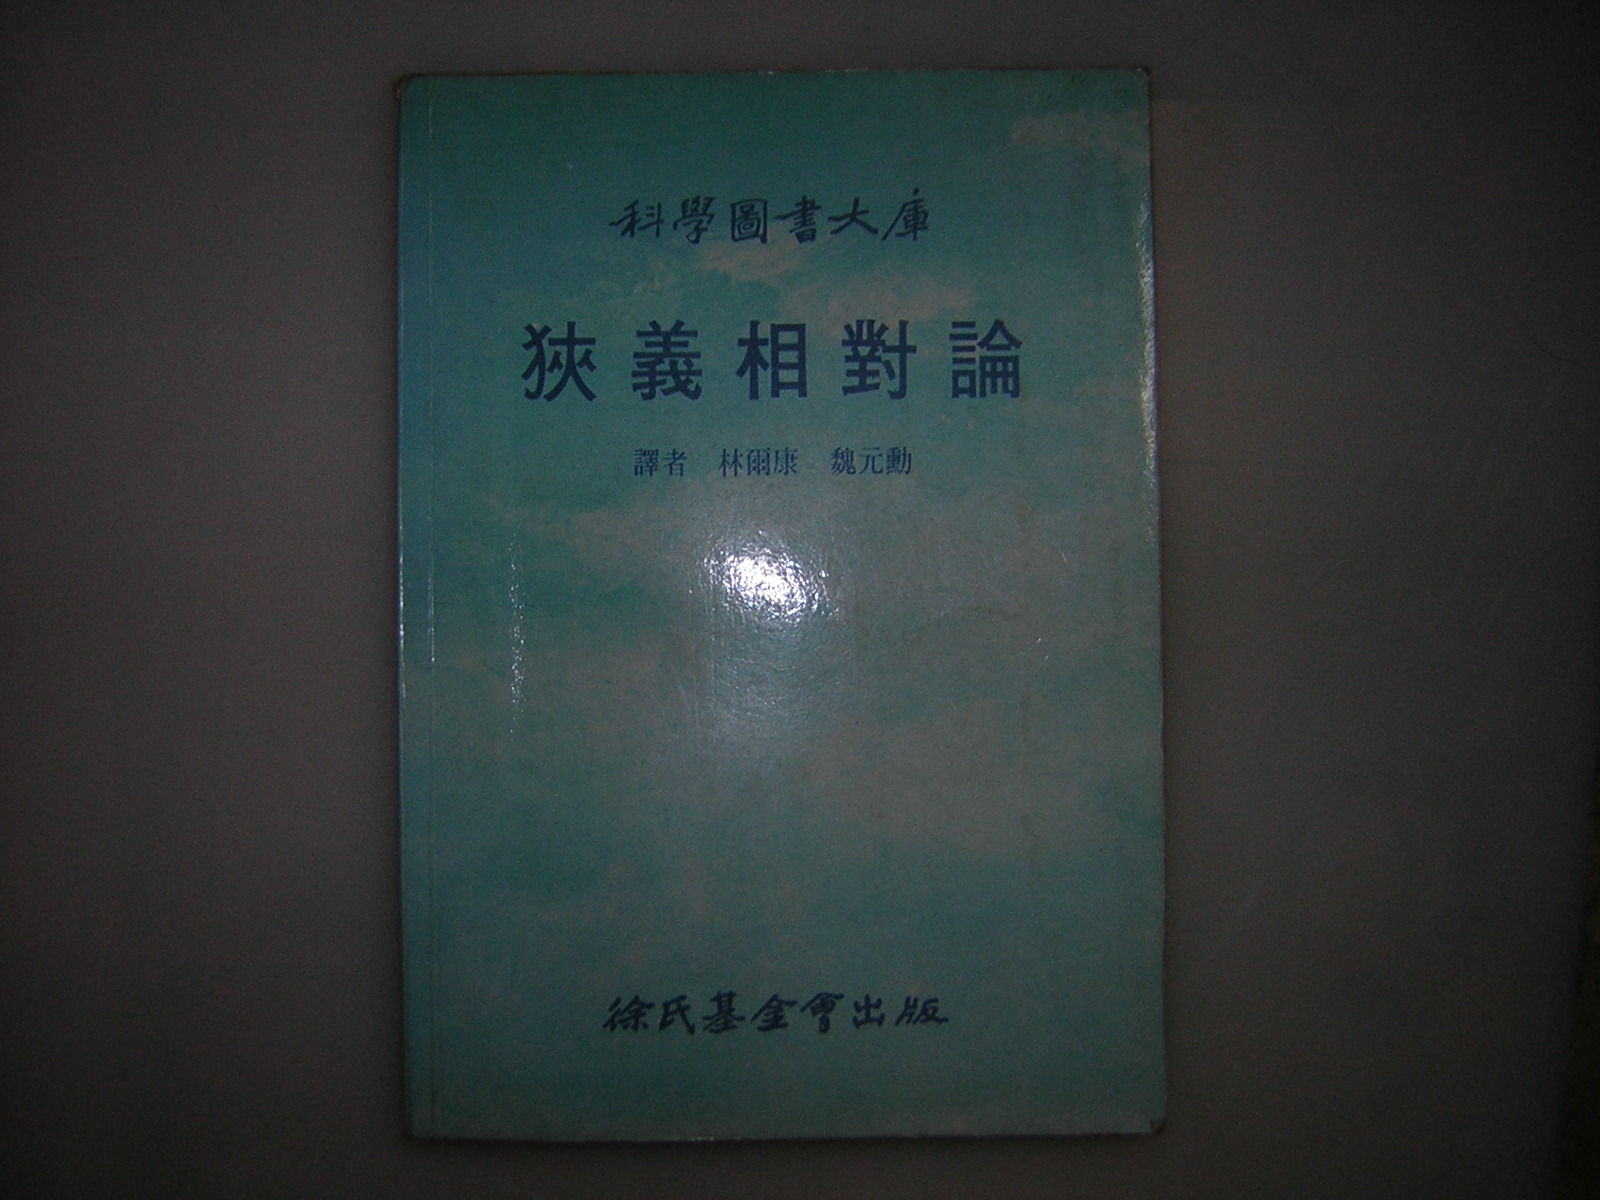 科學圖書大庫
狹義相對論
譯者　林爾康　魏元勳
徐氏基金會出版